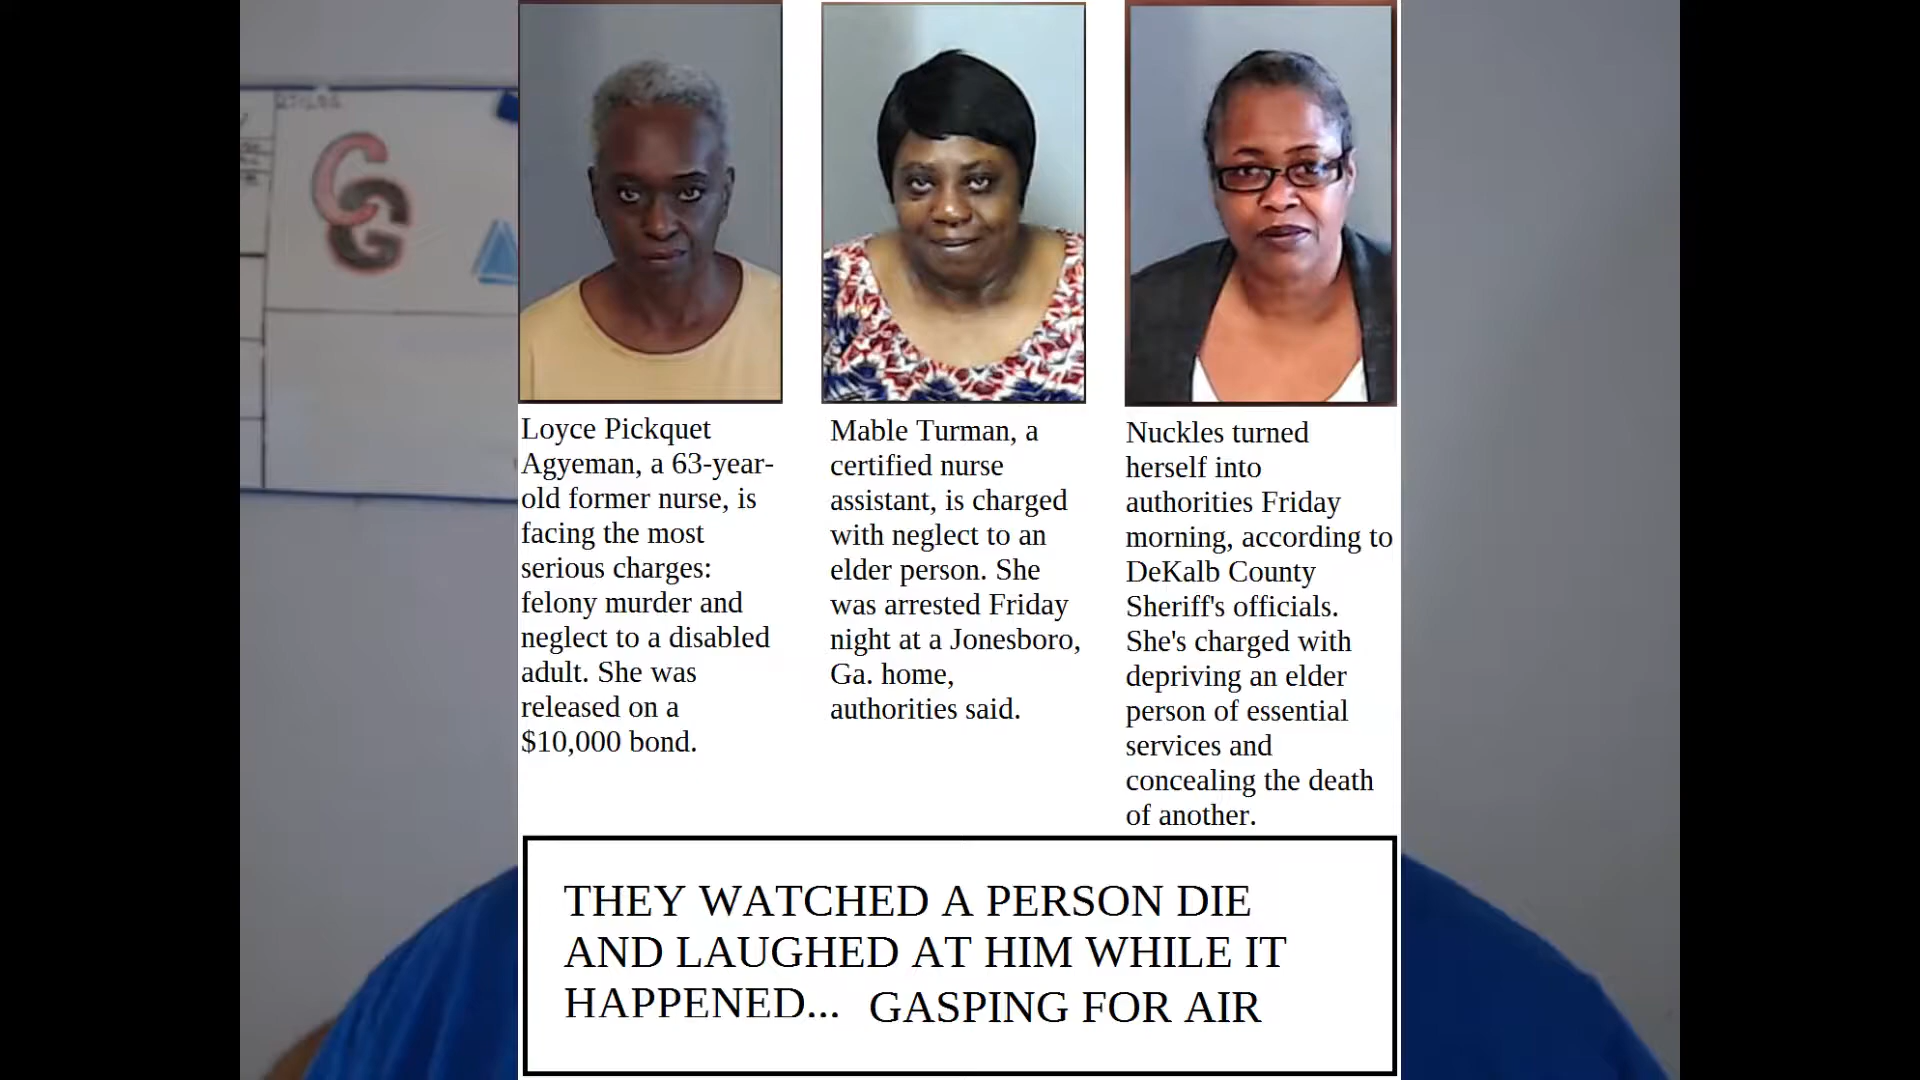 Loyce Pickquet
Agyeman, a 63-year-
old former nurse, is
facing the most
serious charges:
felony murder and
neglect to a disabled
adult. She was
released on a
$10,000 bond.
Mable Turman, a
certified nurse
assistant, is charged
with neglect to an
elder person. She
was arrested Friday
night at a Jonesboro,
Ga. home,
authorities said.
Nuckles turned
herself into
authorities Friday
morning, according to
DeKalb County
Sheriff's officials.
She's charged with
depriving an elder
person of essential
services and
concealing the death
of another.
THEY WATCHED A PERSON DIE
AND LAUGHED AT HIM WHILE IT
HAPPENED... GASPING FOR AIR